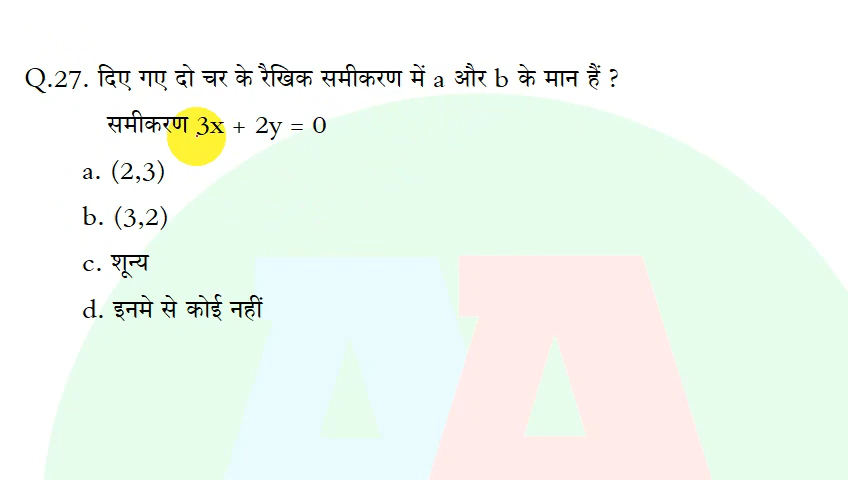 Q.27. दिए गए दो चर के रैखिक समीकरण में a और b के मान हैं ?
समीकरण 3x + 2y = 0
a. (2,3)
b. (3,2)
c. शून्य
d. इनमे से कोई नहीं